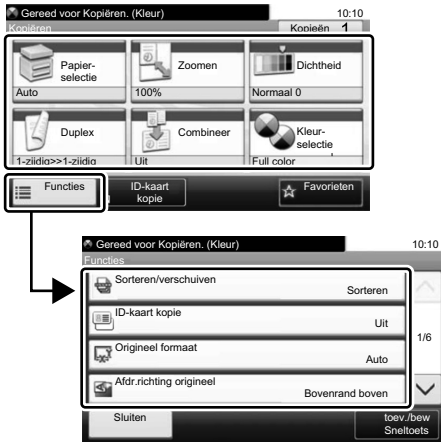 Gereed voor Kopiëren. (Kleur) 10:10
Kopiëren Kopieën 1
Papier-
selectie
Auto
Zoomen
100%
Dichtheid
Normaal 0
Duplex
1-zijdig>>1-zijdig
Combineer
Uit
Kleur-
selectie
Full color
Functies
ID-kaart
kopie
Favorieten
Gereed voor Kopiëren. (Kleur) 10:10
Functies
Sorteren/verschuiven
Sorteren
ID-kaart kopie
Uit
Origineel formaat
Auto
Afdr.richting origineel
Bovenrand boven
1/6
Sluiten
toev./bew
Sneltoets